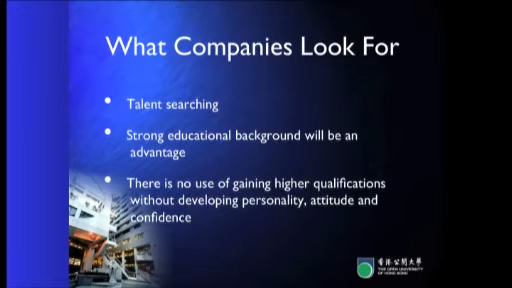 What Companies Look For
• Talent searching
• Strong educational background will be an
advantage
• There is no use of gaining higher qualifications
without developing personality, attitude and
confidence
香港公開大學
THE OPEN UNIVERSITY
OF HONG KONG